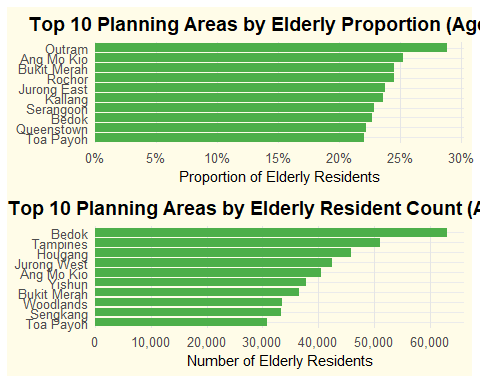 Top 10 Planning Areas by Elderly Proportion (Age
Outram
Ang Mo Kio
Bukit Merah
Rochor
Jurong East
Kallang
Serangoon
Bedok
Queenstown
Toa Payoh
0% 5% 10% 15% 20% 25% 30%
Proportion of Elderly Residents
Top 10 Planning Areas by Elderly Resident Count (A
Bedok
Tampines
Hougang
Jurong West
Ang Mo Kio
Yishun
Bukit Merah
Woodlands
Sengkang
Toa Payoh
0 10,000 20,000 30,000 40,000 50,000 60,000
Number of Elderly Residents